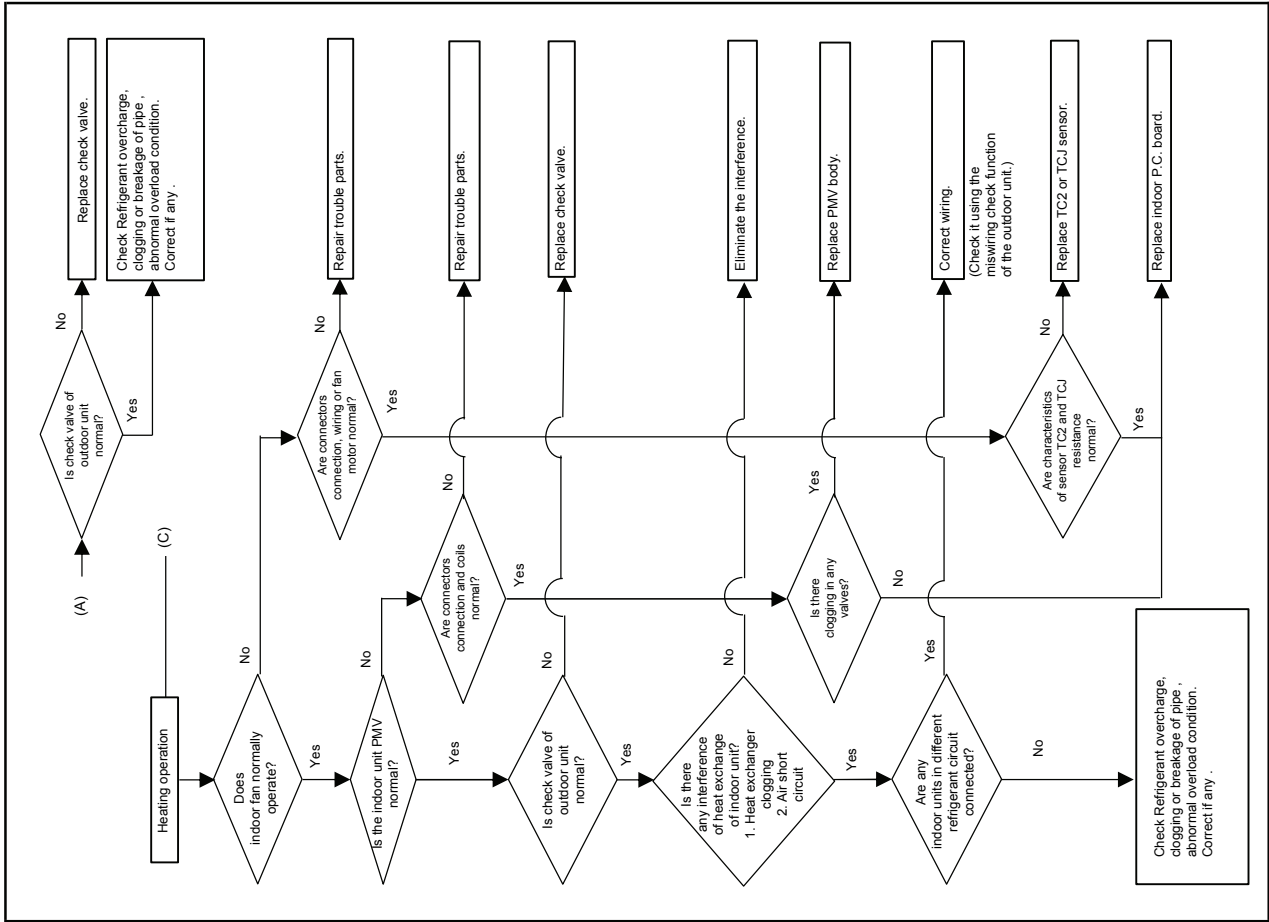 (A)
Is check valve of
outdoor unit
normal?
No
Replace check valve.
Yes
Check Refrigerant overcharge,
clogging or breakage of pipe ,
abnormal overload condition.
Correct if any .
Heating operation
(C)
Does
indoor fan normally
operate?
No
Yes
Are connectors
connection, wiring or fan
motor normal?
No
Repair trouble parts.
Yes
Is the indoor unit PMV
normal?
No
Yes
Are connectors
connection and coils
normal?
No
Repair trouble parts.
Yes
Is check valve of
outdoor unit
normal?
No
Replace check valve.
Yes
Is there
any interference
of heat exchange
of indoor unit?
1. Heat exchanger
clogging
2. Air short
circuit
No
Eliminate the interference.
Yes
Is there
clogging in any
valves?
Yes
Replace PMV body.
No
Are any
indoor units in different
refrigerant circuit
connected?
Yes
Correct wiring.
(Check it using the
miswiring check function
of the outdoor unit.)
No
Are characteristics
of sensor TC2 and TCJ
resistance
normal?
No
Replace TC2 or TCJ sensor.
Yes
Replace indoor P.C. board.
Check Refrigerant overcharge,
clogging or breakage of pipe ,
abnormal overload condition.
Correct if any .